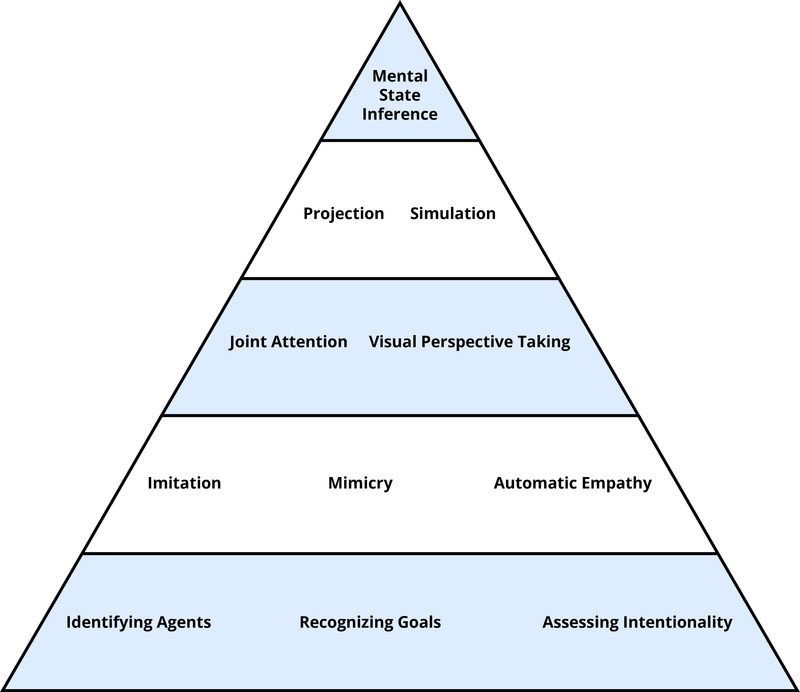 Mental
State
Inference
Projection Simulation
Joint Attention Visual Perspective Taking
Imitation Mimicry Automatic Empathy
Identifying Agents Recognizing Goals Assessing Intentionality